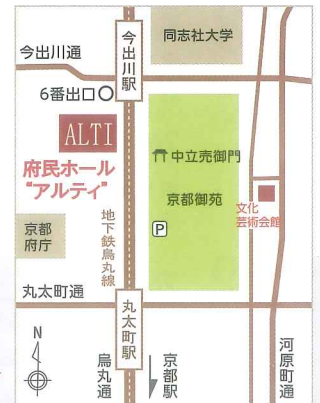 同志社大学
今出川通
今出川駅
6番出口
ALTI
府民ホール
“アルティ”
中立売御門
京都御苑
文化
芸術会館
P
京都
府庁
地下鉄烏丸線
丸太町通
丸太町駅
N
烏丸通
京都駅
河原町通